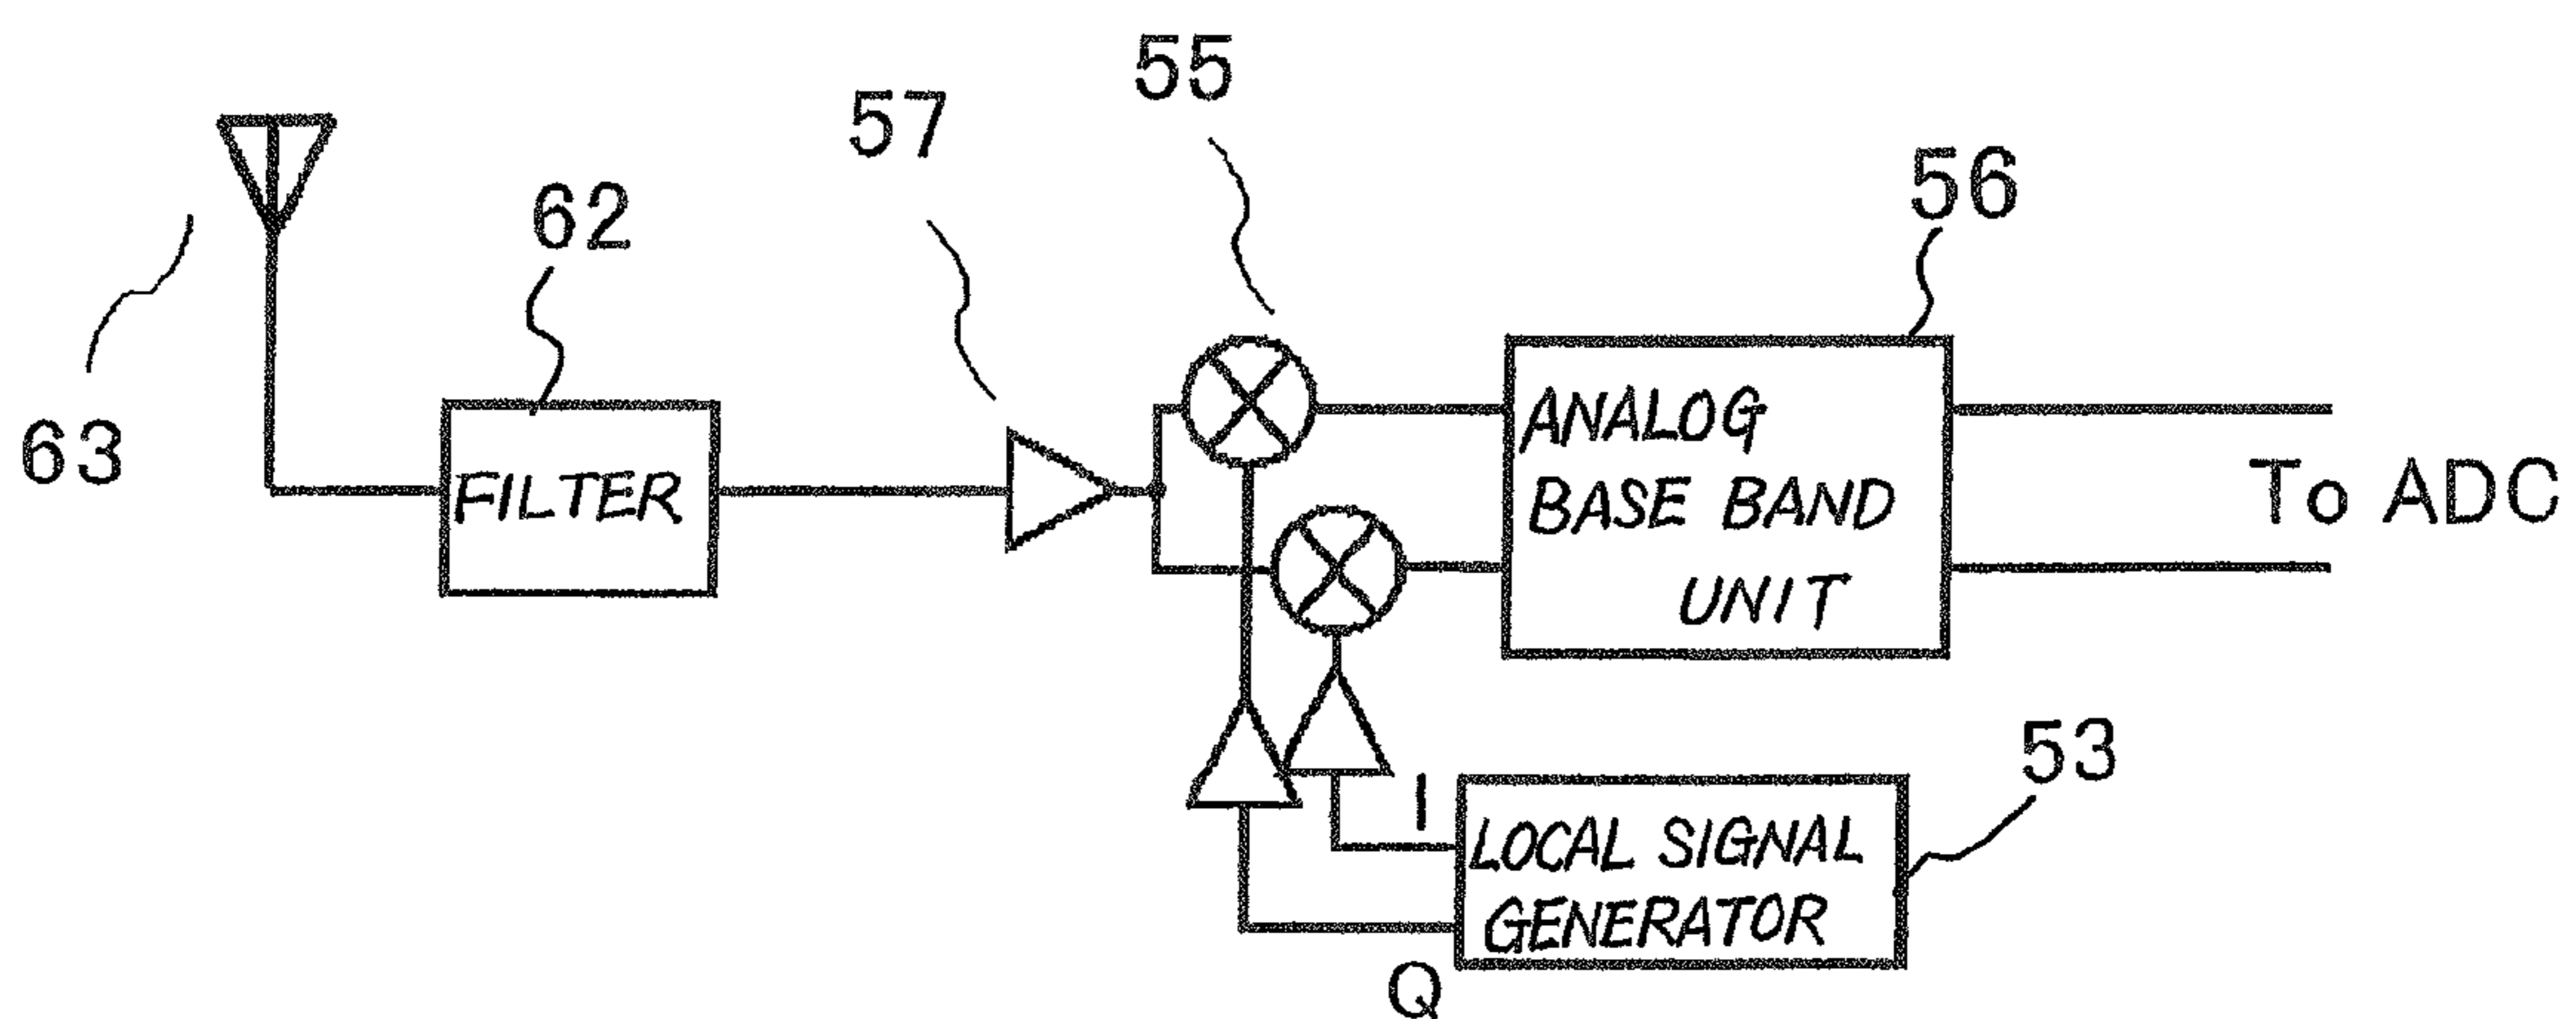 55
57
56
62
63
FILTER
ANALOG
BASE BAND
UNIT
To ADC
53
I
LOCAL SIGNAL
GENERATOR
Q